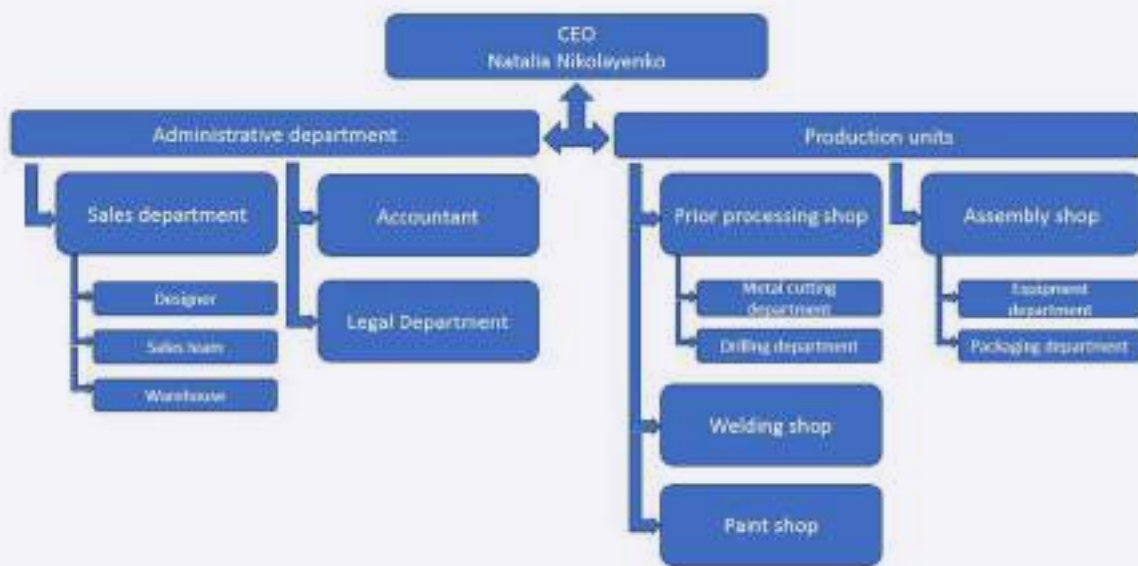 CEO
Natalia Nikolayenko
Administrative department
Production units
Sales department
Accountant
Prior processing shop
Assembly shop
Designer
Metal cutting
department
Equipment
department
Legal Department
Sales team
Drilling department
Packaging department
Warehouse
Welding shop
Paint shop